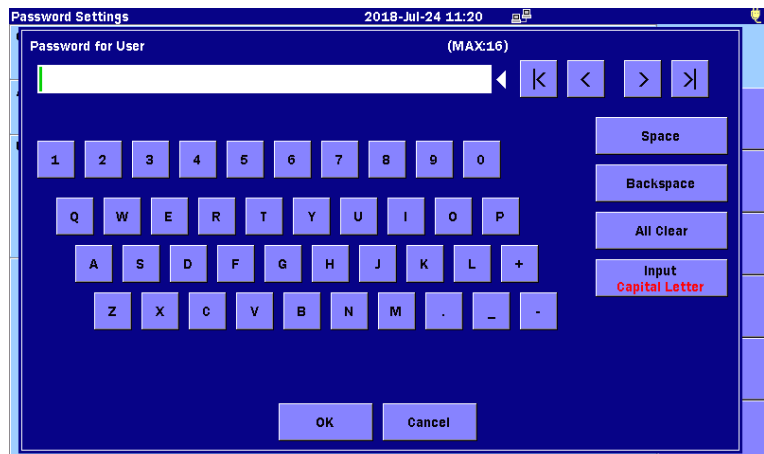 Password Settings 2018-Jul-24 11:20
Password for User (MAX:16)
|< < > >|
Space
1 2 3 4 5 6 7 8 9 0
Backspace
Q W E R T Y U I O P
All Clear
A S D F G H J K L +
Input
Capital Letter
Z X C V B N M . _ -
OK Cancel